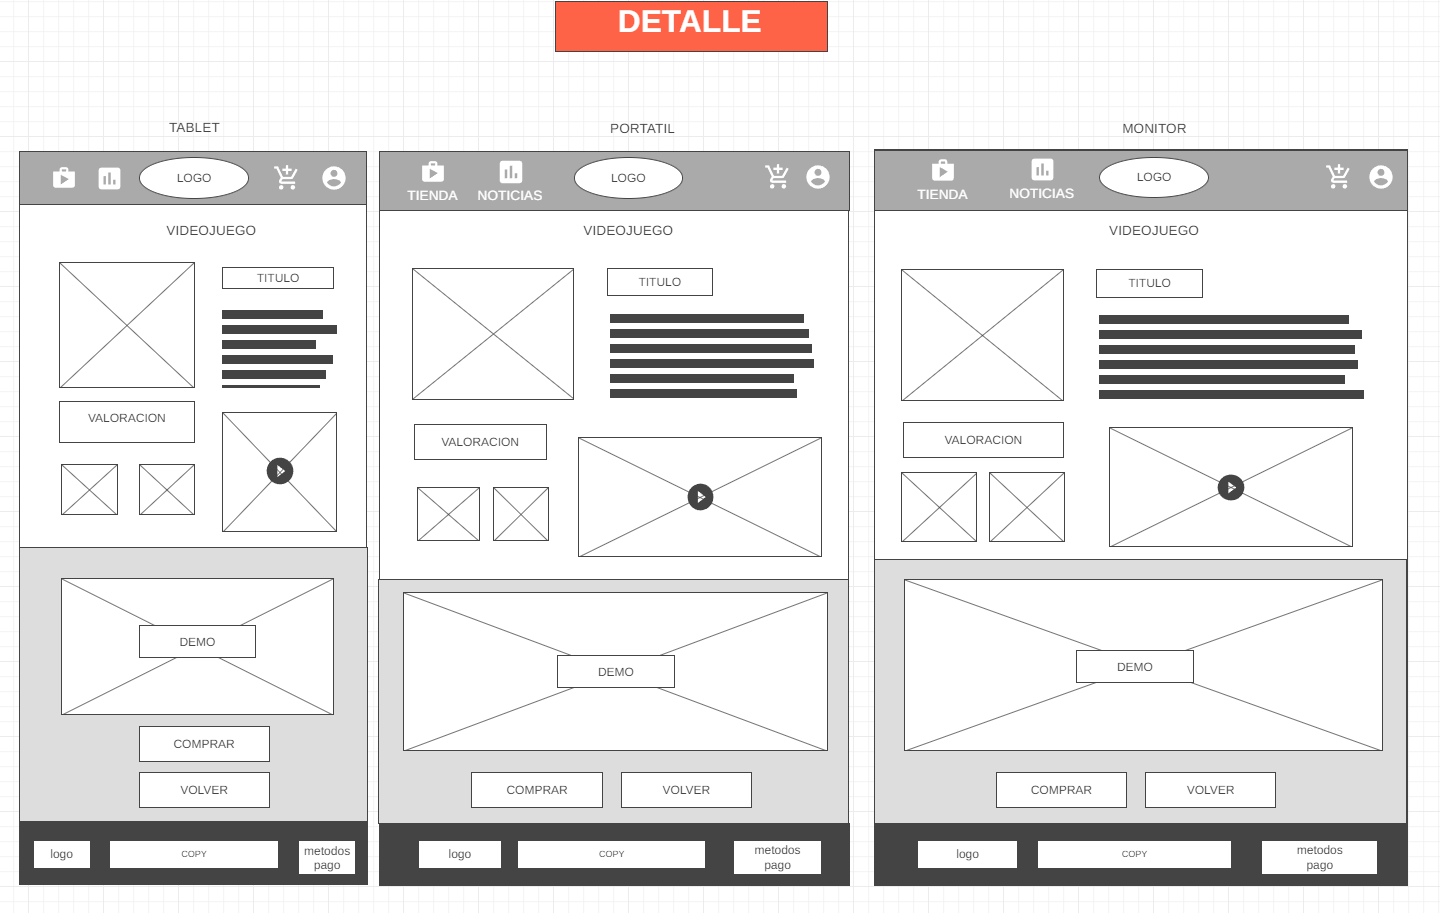 DETALLE
TABLET
LOGO
VIDEOJUEGO
TITULO
VALORACION
DEMO
COMPRAR
VOLVER
logo
COPY
metodos
pago
PORTATIL
TIENDA
NOTICIAS
LOGO
VIDEOJUEGO
TITULO
VALORACION
DEMO
COMPRAR
VOLVER
logo
COPY
metodos
pago
MONITOR
TIENDA
NOTICIAS
LOGO
VIDEOJUEGO
TITULO
VALORACION
DEMO
COMPRAR
VOLVER
logo
COPY
metodos
pago